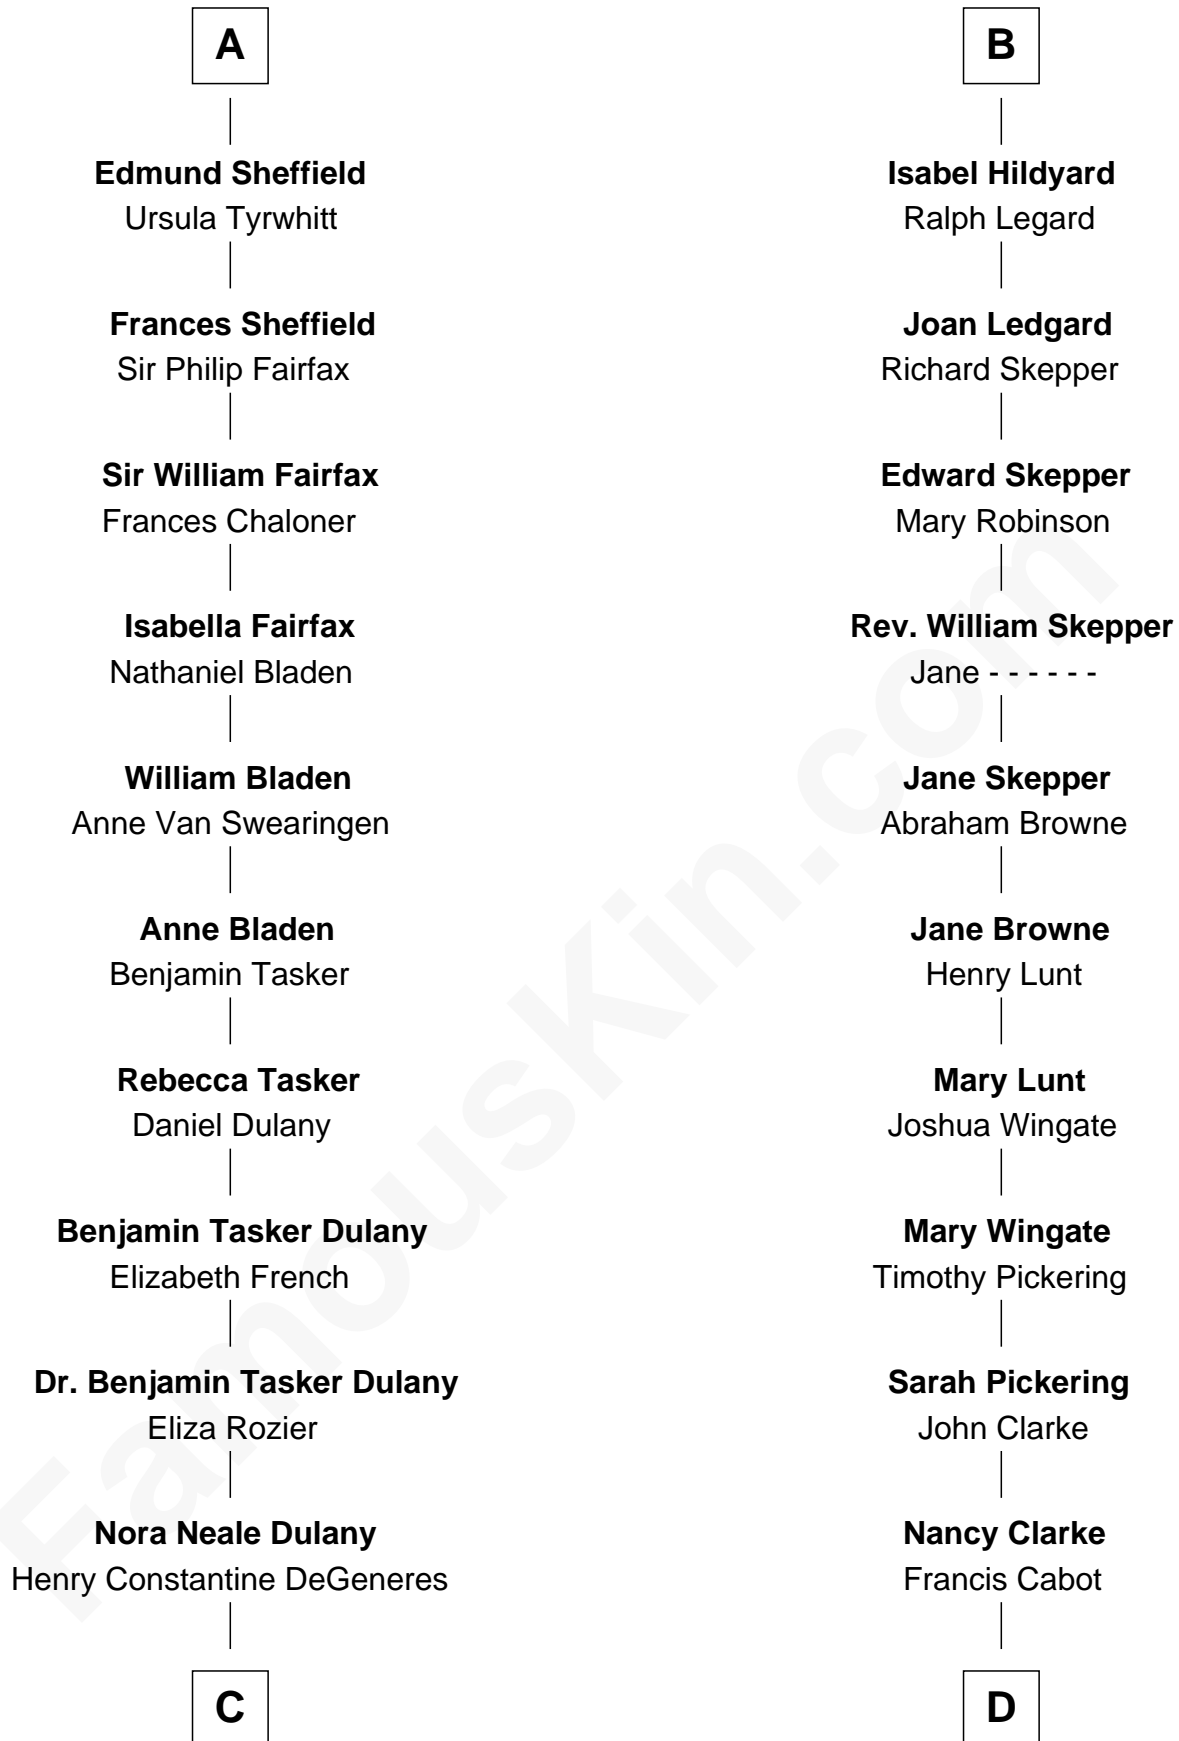 A
Edmund Sheffield
Ursula Tyrwhitt
Frances Sheffield
Sir Philip Fairfax
Sir William Fairfax
Frances Chaloner
Isabella Fairfax
Nathaniel Bladen
William Bladen
Anne Van Swearingen
Anne Bladen
Benjamin Tasker
Rebecca Tasker
Daniel Dulany
Benjamin Tasker Dulany
Elizabeth French
Dr. Benjamin Tasker Dulany
Eliza Rozier
Nora Neale Dulany
Henry Constantine DeGeneres
C
B
Isabel Hildyard
Ralph Legard
Joan Ledgard
Richard Skepper
Edward Skepper
Mary Robinson
Rev. William Skepper
Jane - - - - - -
Jane Skepper
Abraham Browne
Jane Browne
Henry Lunt
Mary Lunt
Joshua Wingate
Mary Wingate
Timothy Pickering
Sarah Pickering
John Clarke
Nancy Clarke
Francis Cabot
D
FamousKin.com